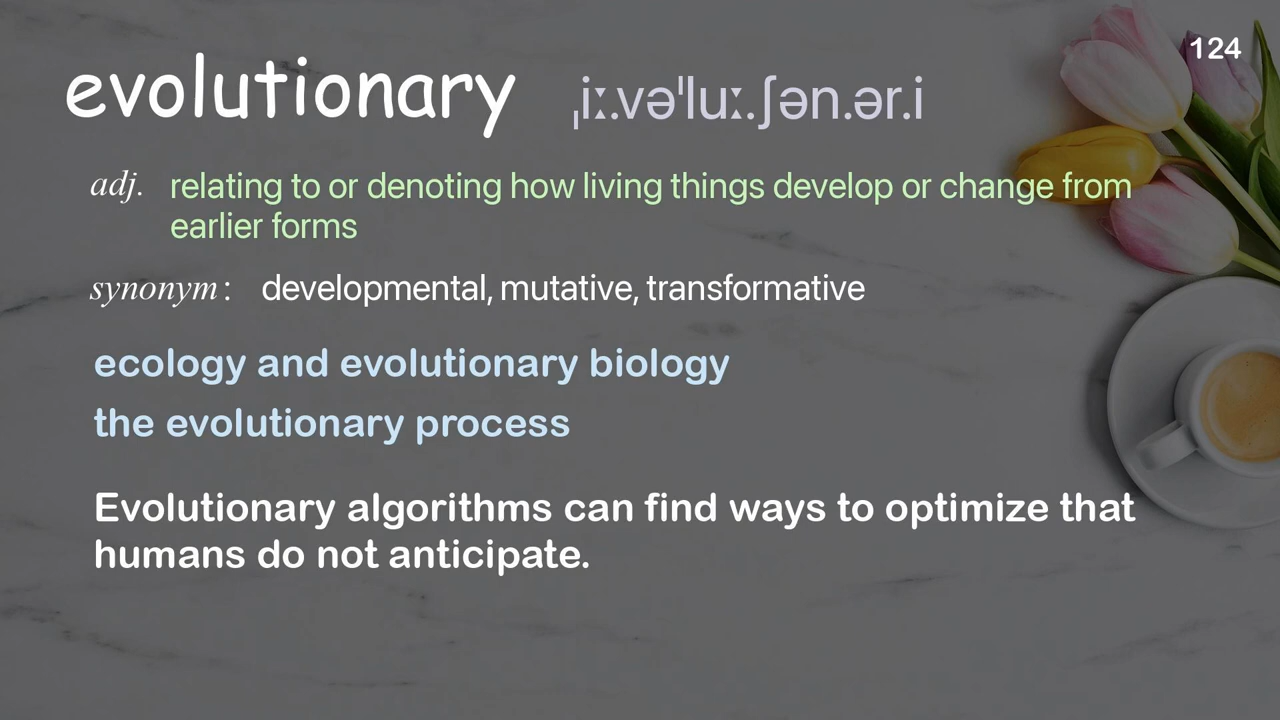 124
evolutionary ˌiː.vəˈluː.ʃən.ər.i
adj. relating to or denoting how living things develop or change from
earlier forms
synonym : developmental, mutative, transformative
ecology and evolutionary biology
the evolutionary process
Evolutionary algorithms can find ways to optimize that
humans do not anticipate.